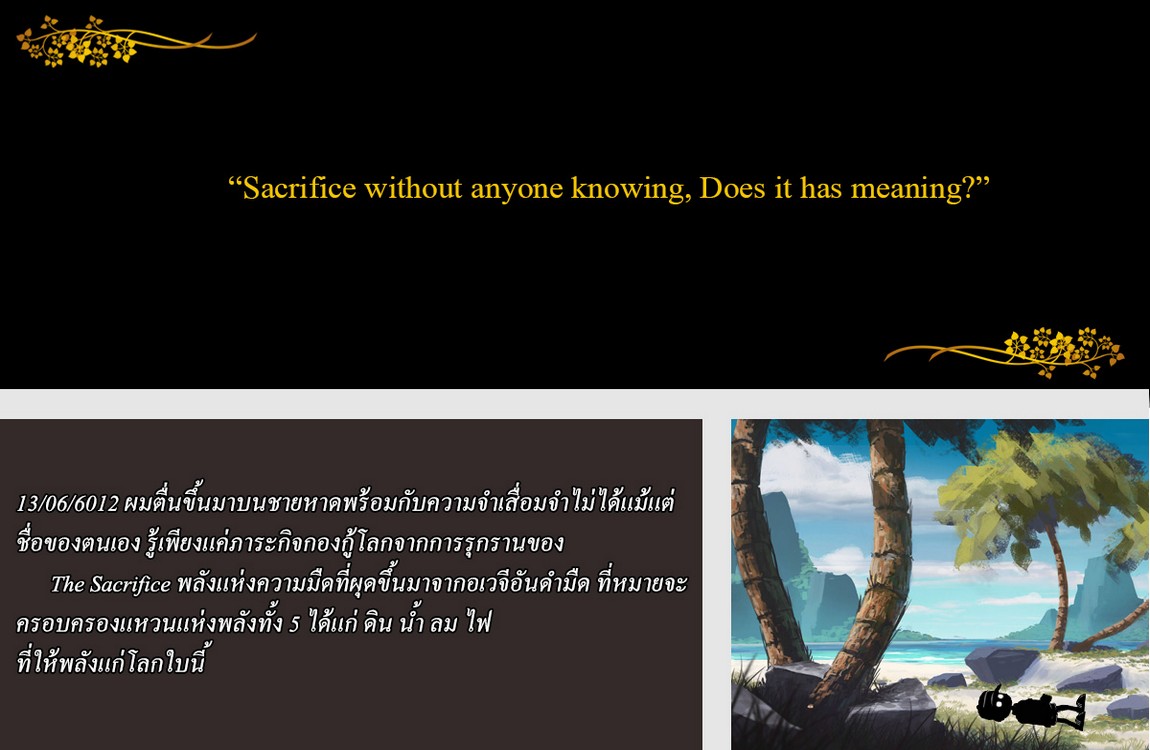 “Sacrifice without anyone knowing, Does it has meaning?”
13/06/6012 ผมตื่นขึ้นมาบนชายหาดพร้อมกับความจำเสื่อมจำไม่ได้แม้แต่
ชื่อของตนเอง รู้เพียงแค่ภาระกิจกองกู้โลกจากการรุกรานของ
The Sacrifice พลังแห่งความมืดที่ผุดขึ้นมาจากอเวจีอันดำมืด ที่หมายจะ
ครอบครองแหวนแห่งพลังทั้ง 5 ได้แก่ ดิน น้ำ ลม ไฟ
ที่ให้พลังแก่โลกใบนี้